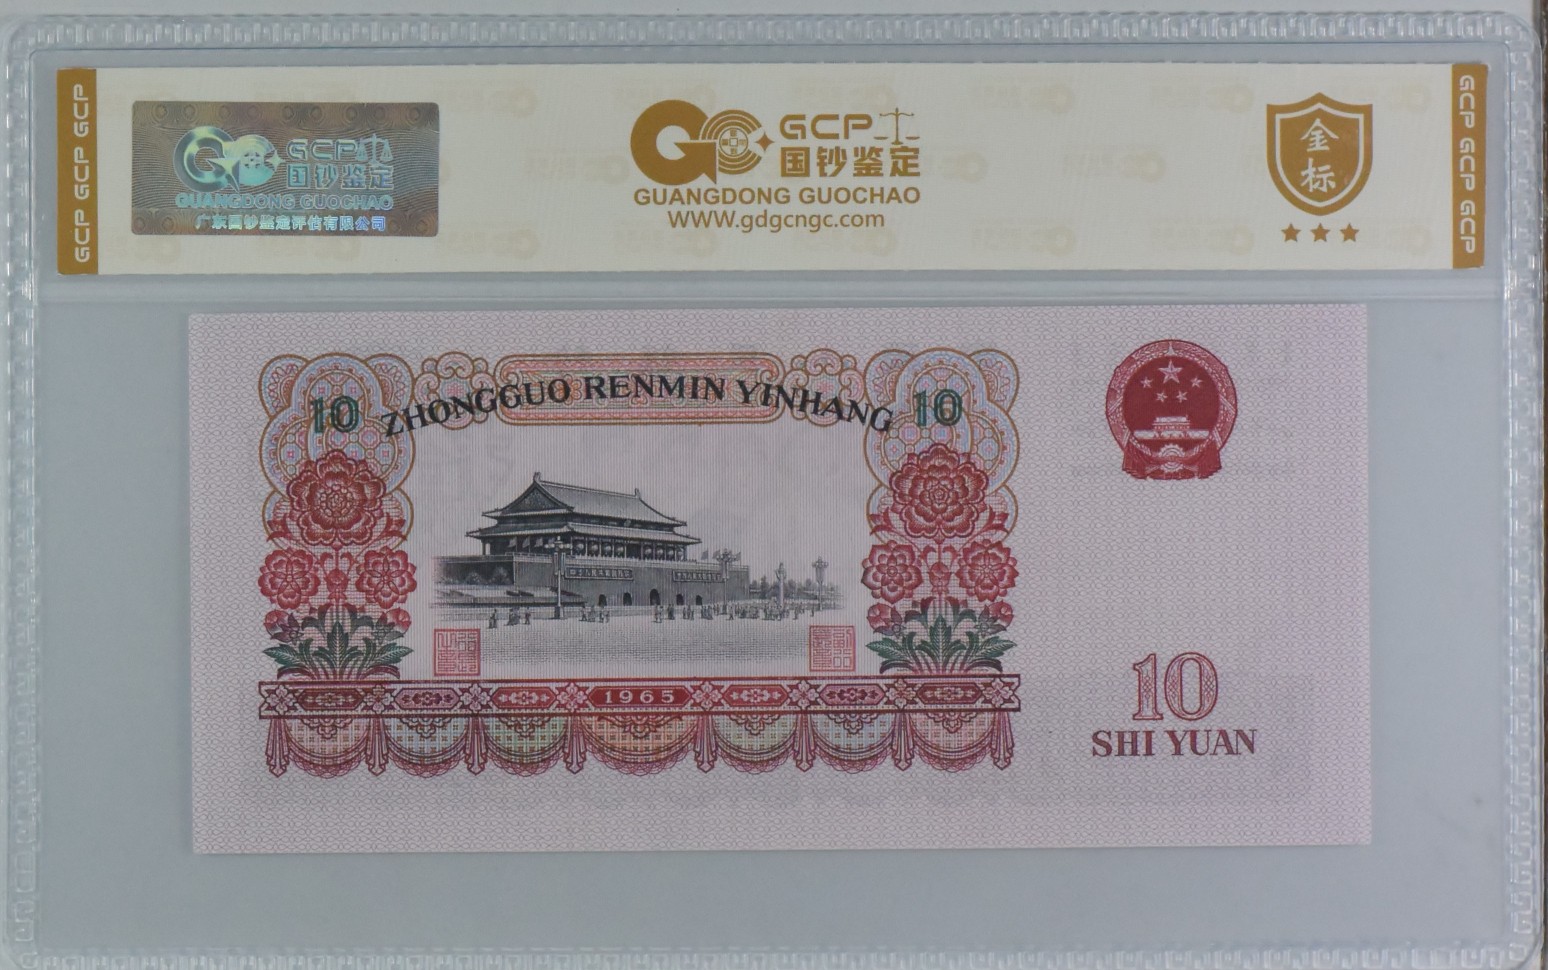 GCP GCP GCP
GCP
国钞鉴定
GUANGDONG GUOCHAO
广东国钞鉴定评估有限公司
GCP
国钞鉴定
GUANGDONG GUOCHAO
WWW.gdgcngc.com
金标
GCP GCP GCP
ZHONGGUO RENMIN YINHANG
10
10
1965
10
SHI YUAN